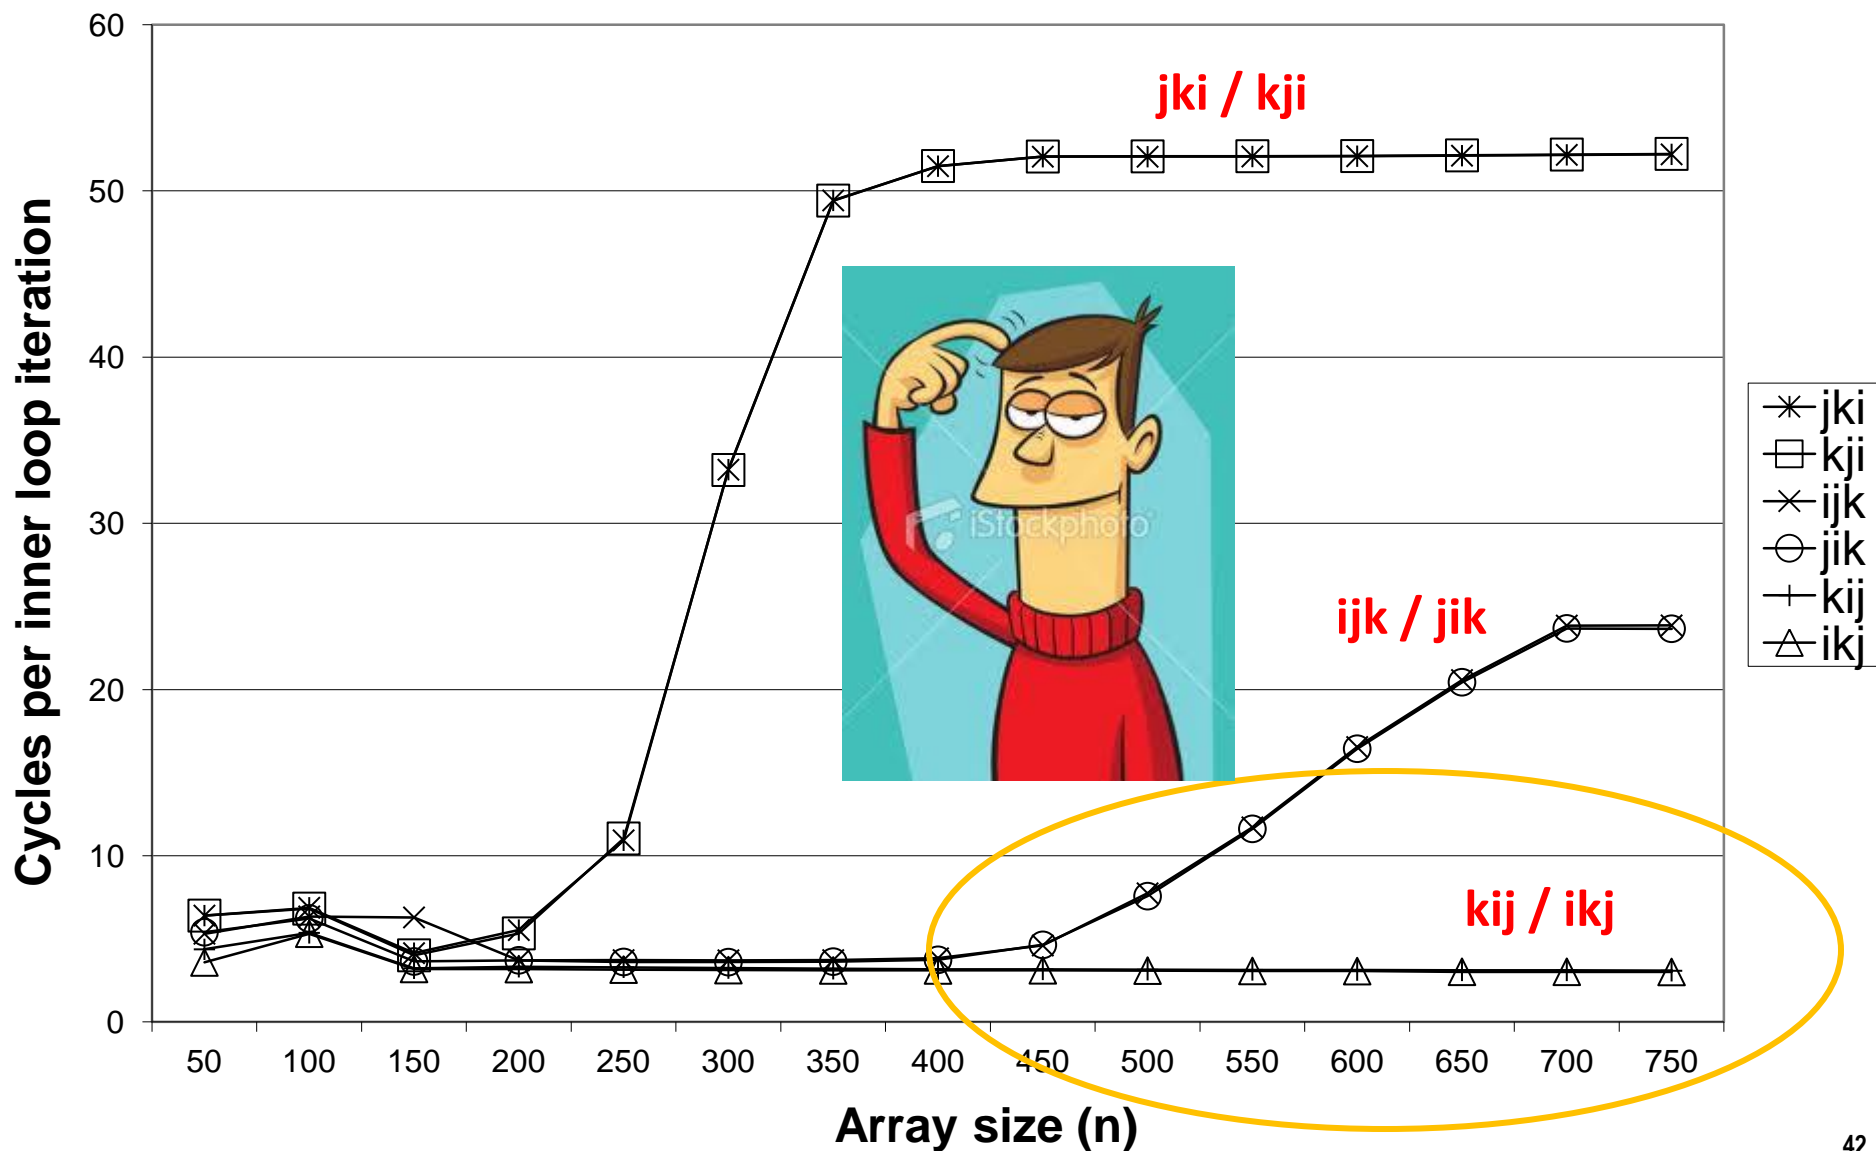 60
50
40
30
20
10
0
Cycles per inner loop iteration
jki / kji
iStockphoto
ijk / jik
kij / ikj
jki
kji
ijk
jik
kij
ikj
50 100 150 200 250 300 350 400 450 500 550 600 650 700 750
Array size (n)
42